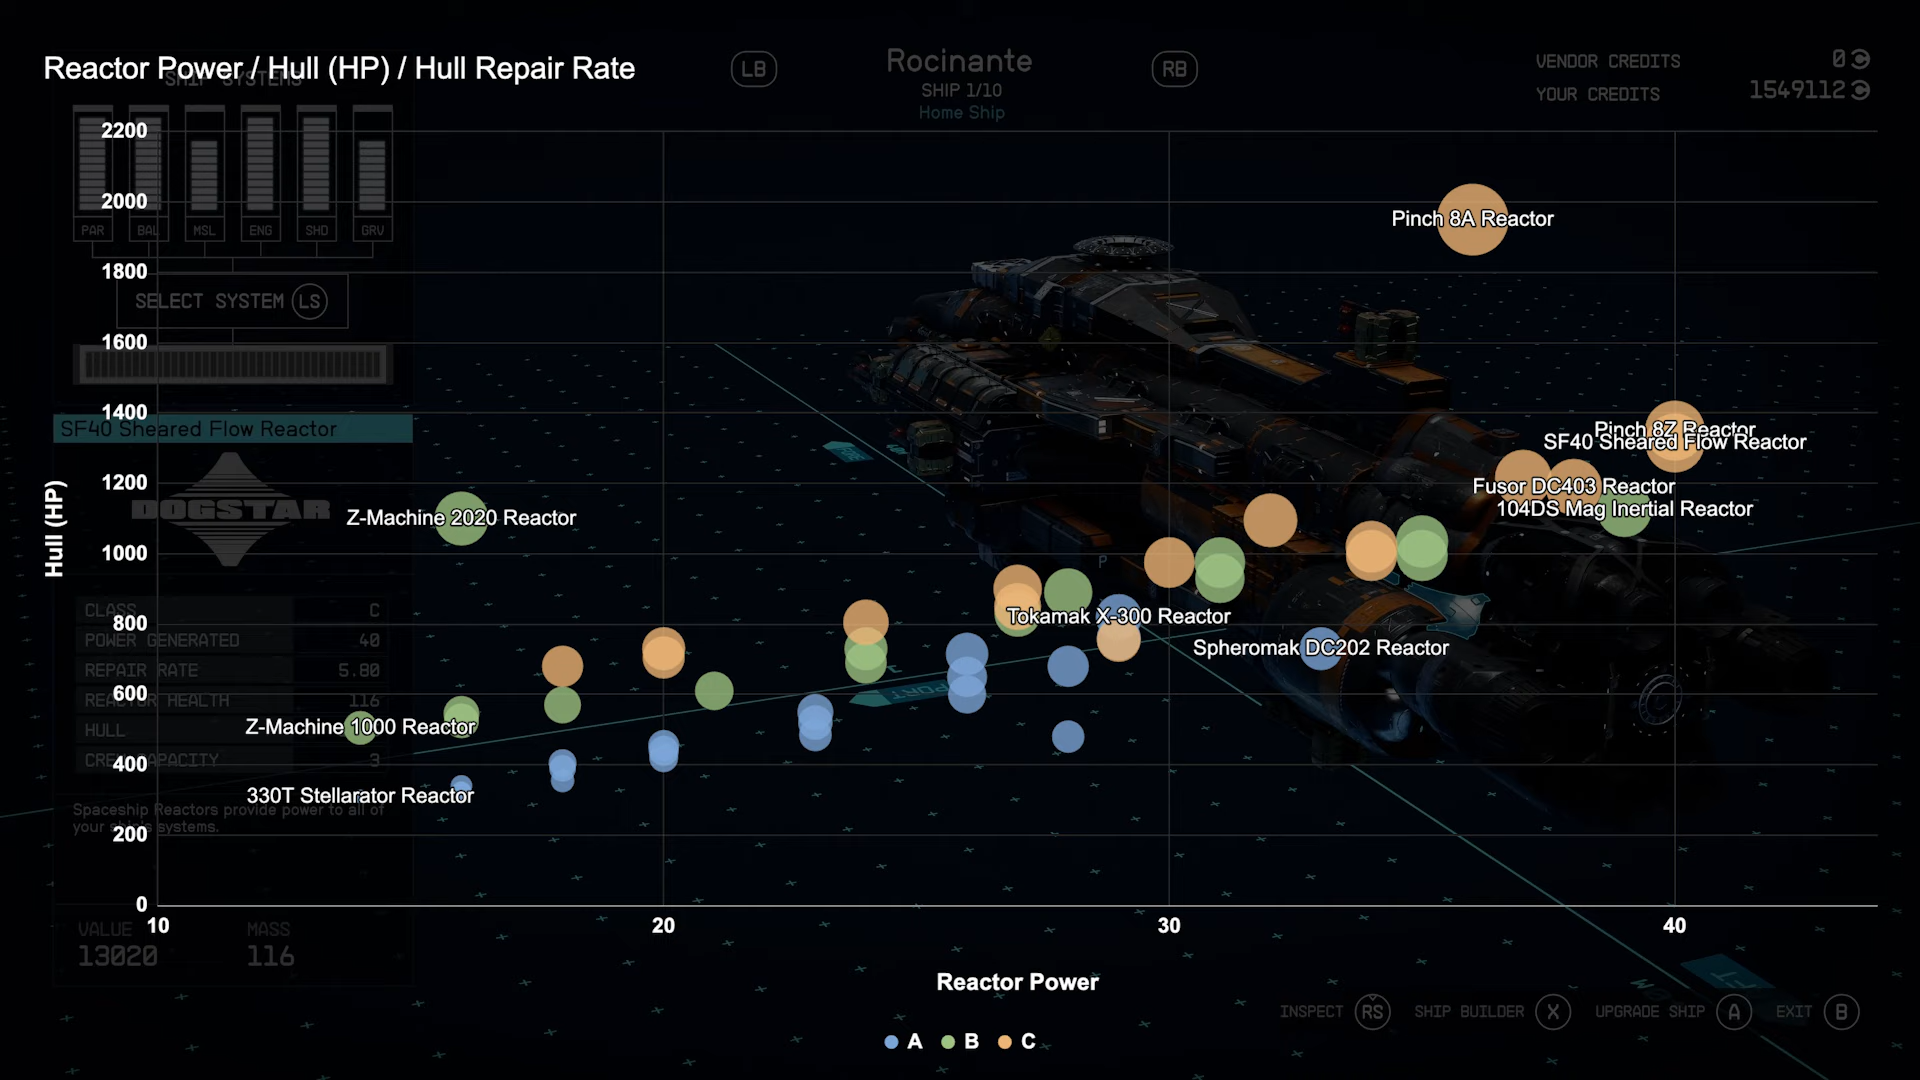 Reactor Power / Hull (HP) / Hull Repair Rate
SHIP SYSTEMS
LB
Rocinante
SHIP 1/10
Home Ship
RB
VENDOR CREDITS 0
YOUR CREDITS 1549112
2200
2000
PAR BAL MSL ENG SHD GRV
Pinch 8A Reactor
1800
SELECT SYSTEM LS
1600
1400
SF40 Sheared Flow Reactor
Pinch 8Z Reactor
SF40 Sheared Flow Reactor
1200
Fusor DC403 Reactor
104DS Mag Inertial Reactor
DOGSTAR
Z-Machine 2020 Reactor
Hull (HP)
1000
P
CLASS C
800
Tokamak X-300 Reactor
POWER GENERATED 40
Spheromak DC202 Reactor
REPAIR RATE 5.80
600
REACTOR HEALTH 116
PORT
Z-Machine 1000 Reactor
HULL
400
CREW CAPACITY 3
330T Stellarator Reactor
Spaceship Reactors provide power to all of
your ship's systems.
200
0
10 20 30 40
VALUE MASS
13020 116
Reactor Power
INSPECT RS SHIP BUILDER X UPGRADE SHIP A EXIT B
A B C